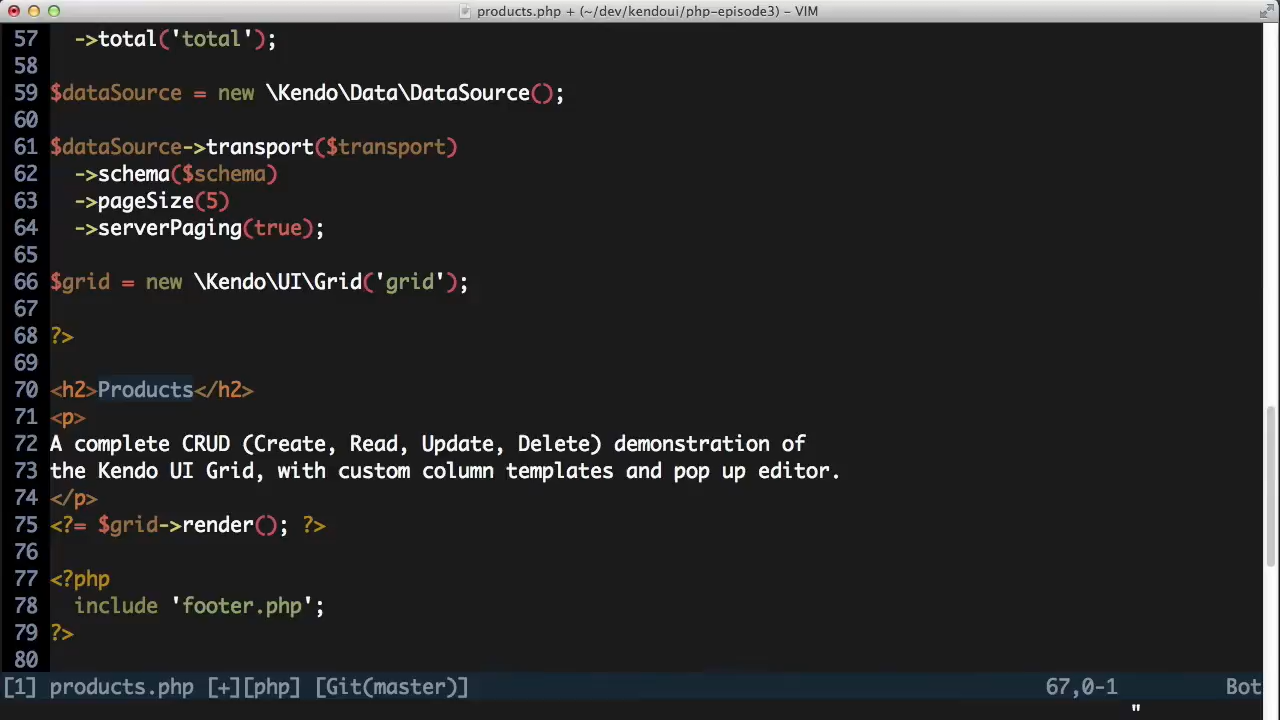 products.php + (~/dev/kendoui/php-episode3) – VIM
57   ->total('total');
58
59 $dataSource = new \Kendo\Data\DataSource();
60
61 $dataSource->transport($transport)
62   ->schema($schema)
63   ->pageSize(5)
64   ->serverPaging(true);
65
66 $grid = new \Kendo\UI\Grid('grid');
67
68 ?>
69
70 <h2>Products</h2>
71 <p>
72 A complete CRUD (Create, Read, Update, Delete) demonstration of
73 the Kendo UI Grid, with custom column templates and pop up editor.
74 </p>
75 <?= $grid->render(); ?>
76
77 <?php
78   include 'footer.php';
79 ?>
80
[1] products.php [+][php] [Git(master)] 67,0-1 Bot
"